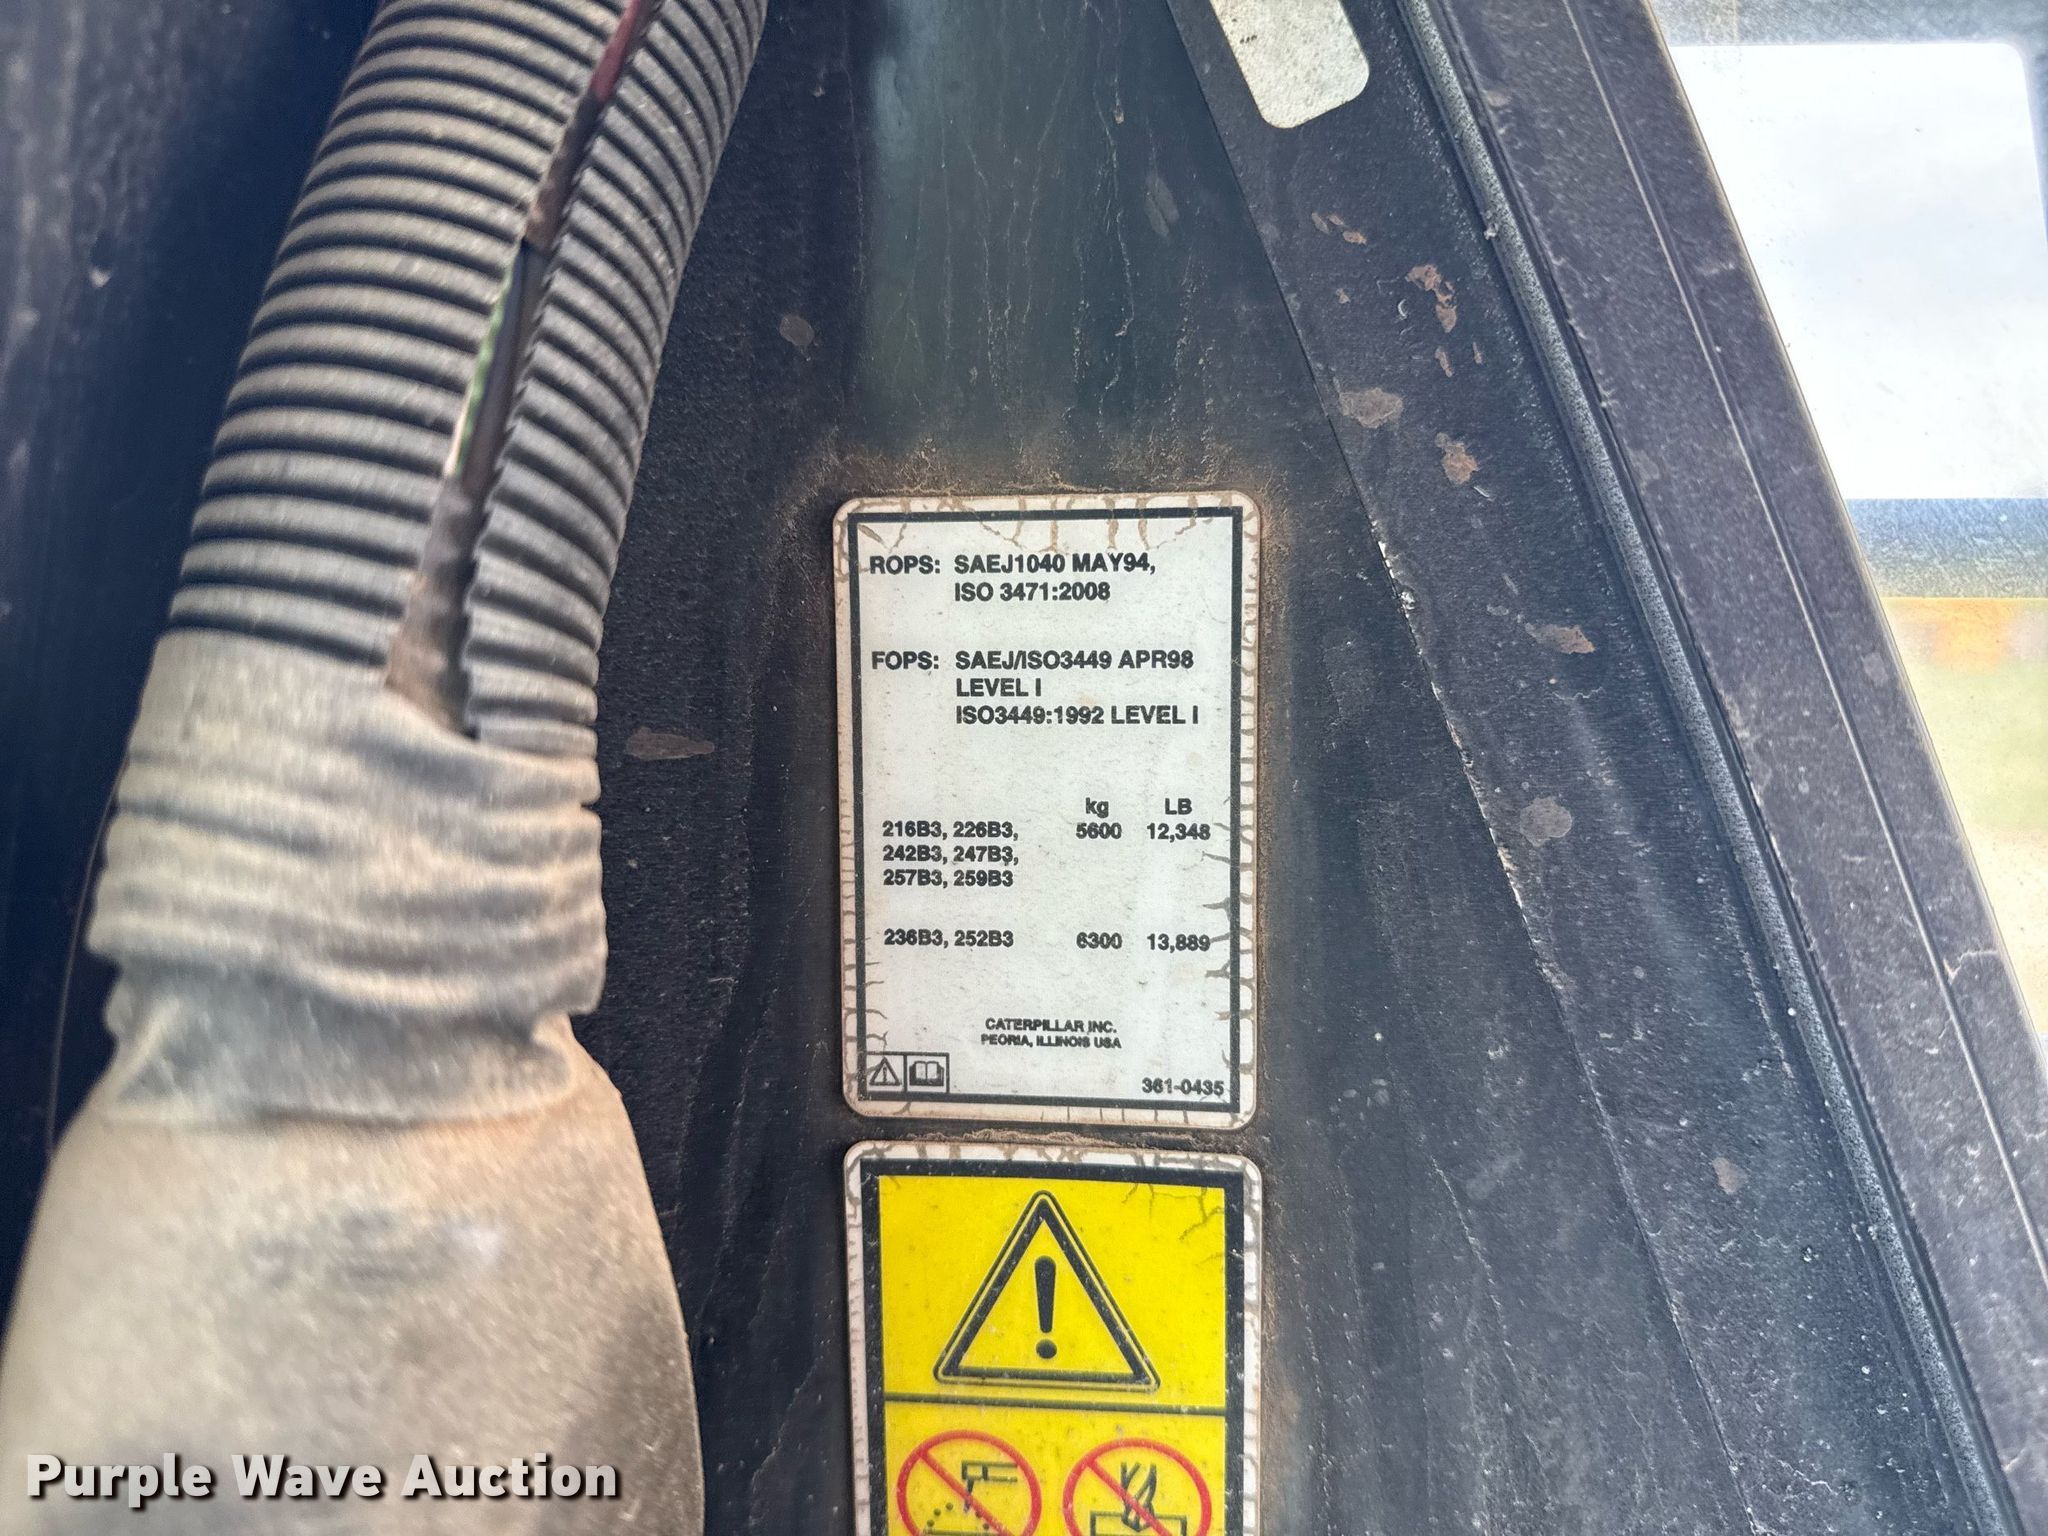 ROPS: SAEJ1040 MAY94,
ISO 3471:2008
FOPS: SAEJ/ISO3449 APR98
LEVEL I
ISO3449:1992 LEVEL I
kg LB
216B3, 226B3, 5600 12,348
242B3, 247B3,
257B3, 259B3
236B3, 252B3 6300 13,889
CATERPILLAR INC.
PEORIA, ILLINOIS USA
361-0435
Purple Wave Auction